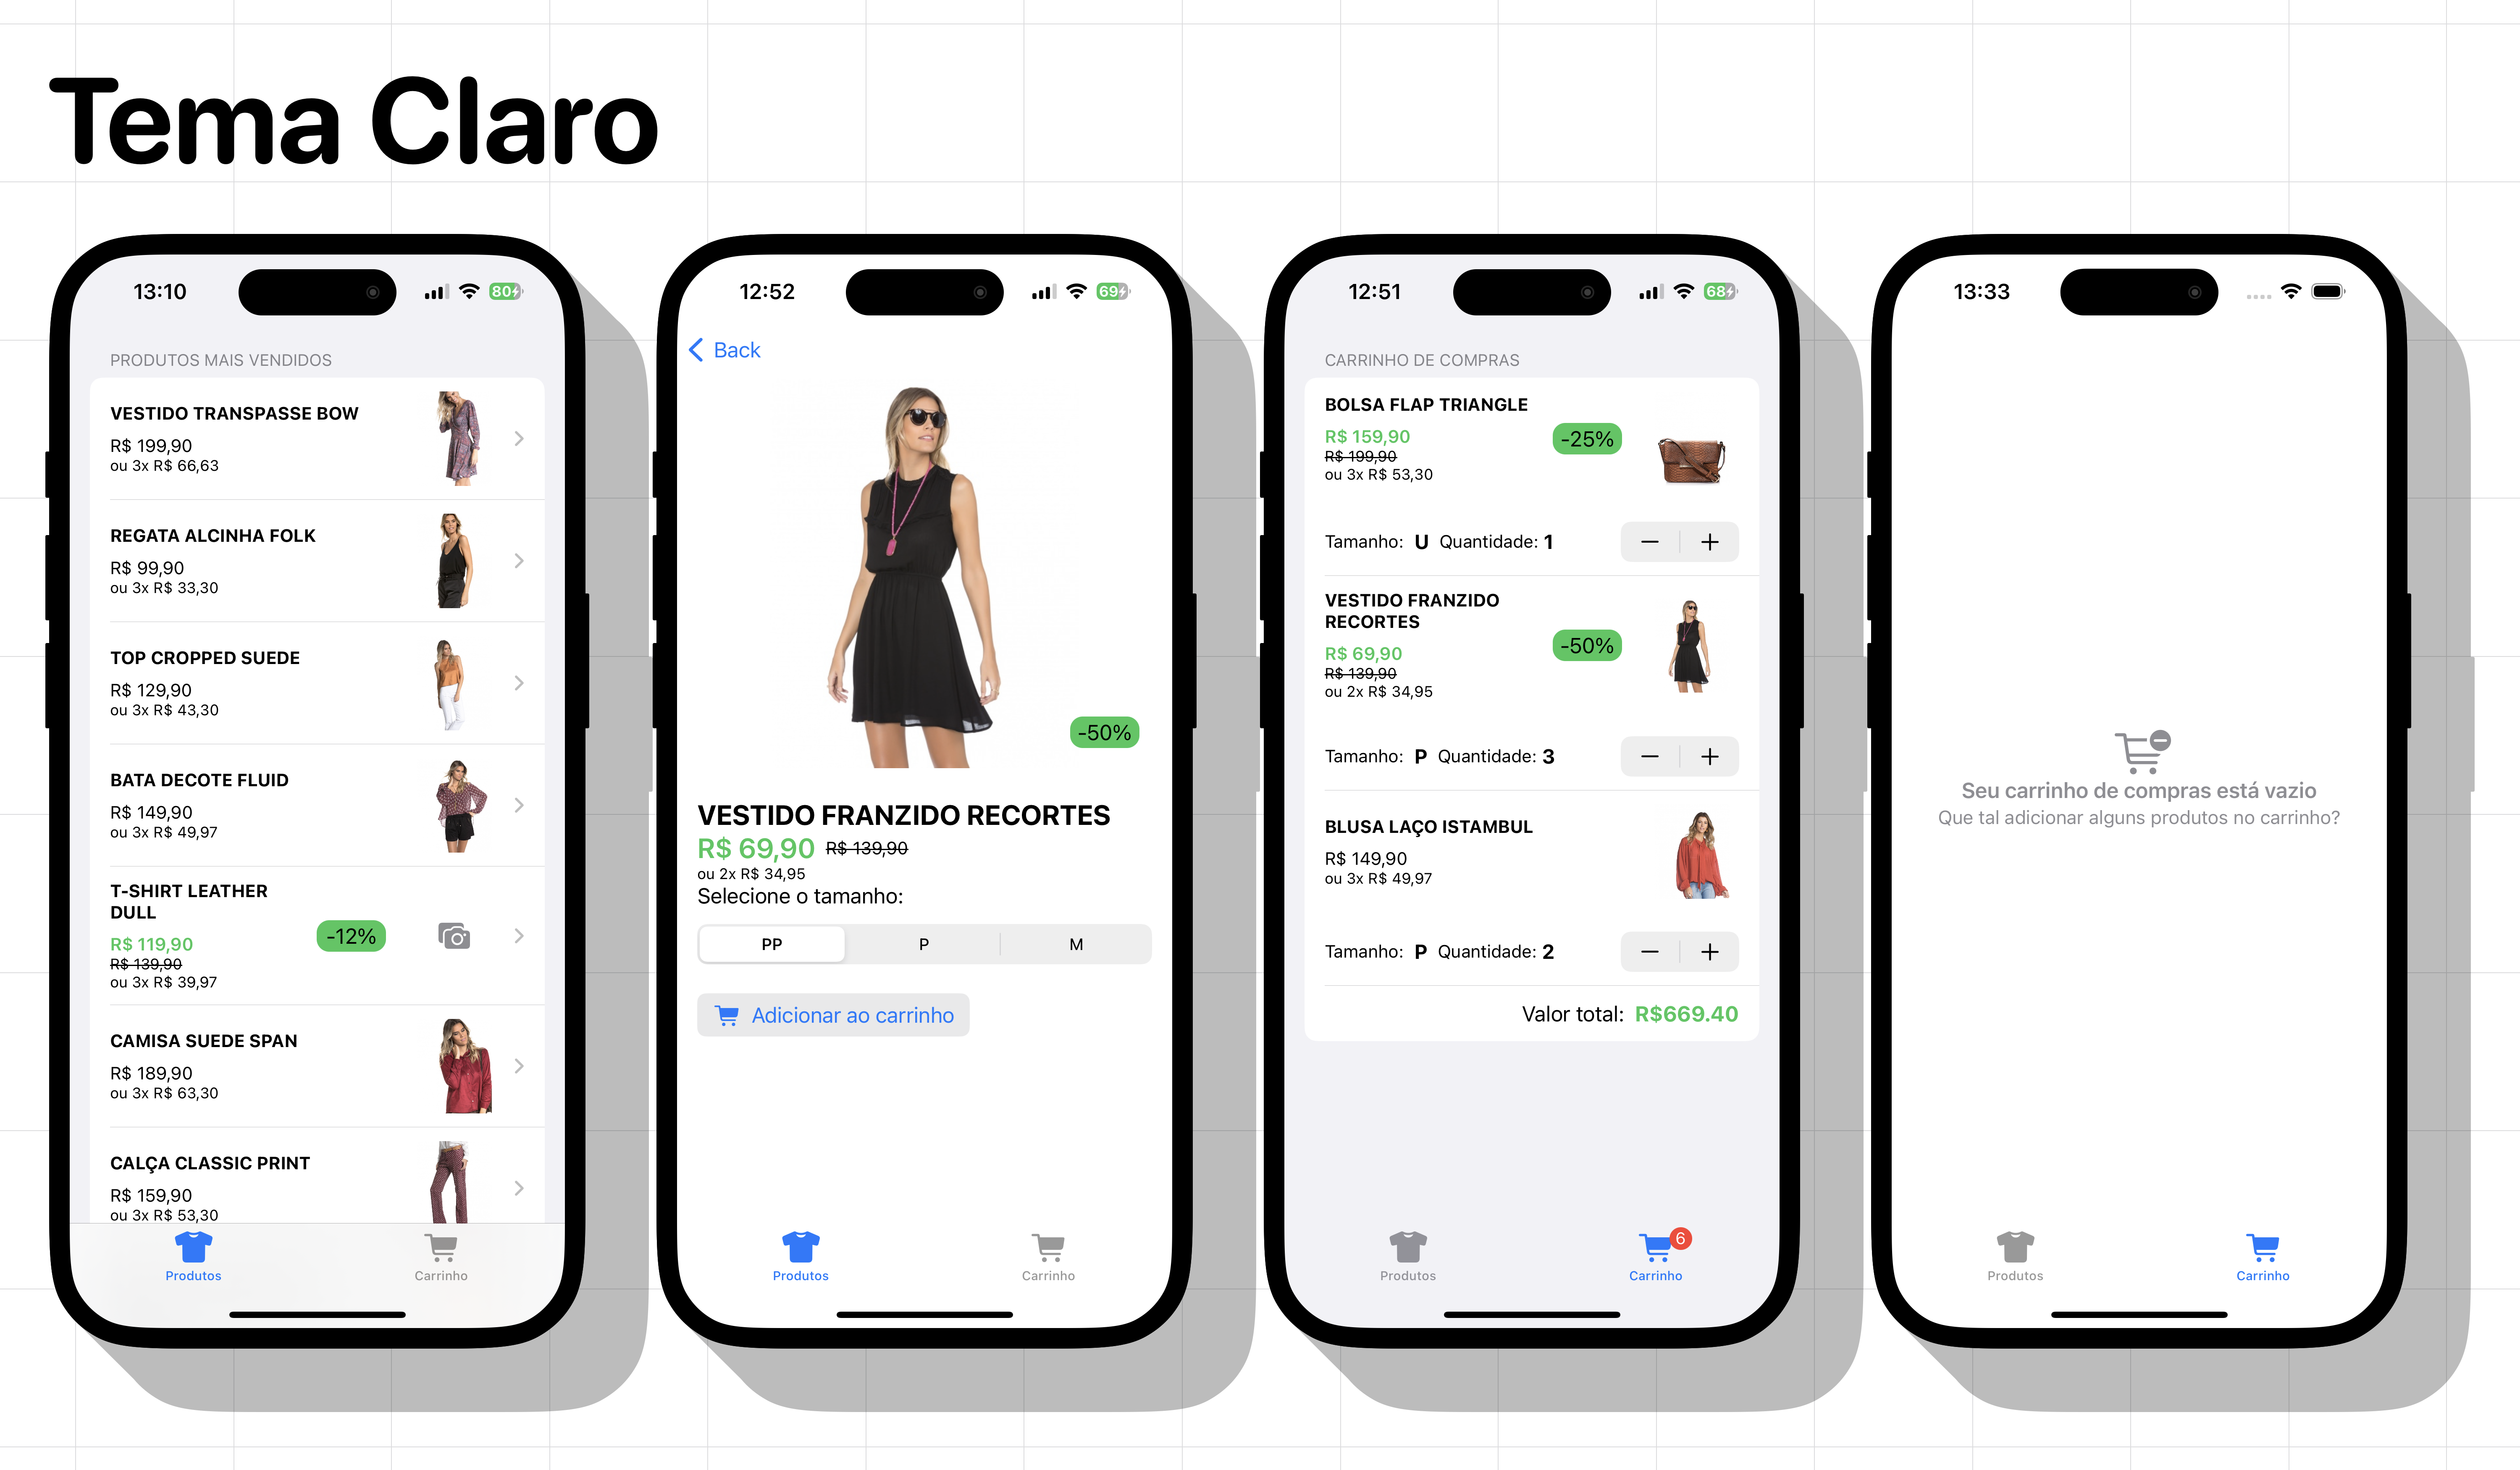 Tema Claro
13:10
80
PRODUTOS MAIS VENDIDOS
VESTIDO TRANSPASSE BOW
R$ 199,90
ou 3x R$ 66,63
REGATA ALCINHA FOLK
R$ 99,90
ou 3x R$ 33,30
TOP CROPPED SUEDE
R$ 129,90
ou 3x R$ 43,30
BATA DECOTE FLUID
R$ 149,90
ou 3x R$ 49,97
T-SHIRT LEATHER
DULL
-12%
R$ 119,90
R$ 139,90
ou 3x R$ 39,97
CAMISA SUEDE SPAN
R$ 189,90
ou 3x R$ 63,30
CALÇA CLASSIC PRINT
R$ 159,90
ou 3x R$ 53,30
Produtos
Carrinho
12:52
69
Back
-50%
VESTIDO FRANZIDO RECORTES
R$ 69,90 R$ 139,90
ou 2x R$ 34,95
Selecione o tamanho:
PP P M
Adicionar ao carrinho
Produtos
Carrinho
12:51
68
CARRINHO DE COMPRAS
BOLSA FLAP TRIANGLE
R$ 159,90
-25%
R$ 199,90
ou 3x R$ 53,30
Tamanho: U Quantidade: 1
VESTIDO FRANZIDO
RECORTES
-50%
R$ 69,90
R$ 139,90
ou 2x R$ 34,95
Tamanho: P Quantidade: 3
BLUSA LAÇO ISTAMBUL
R$ 149,90
ou 3x R$ 49,97
Tamanho: P Quantidade: 2
Valor total: R$669.40
6
Produtos
Carrinho
13:33
Seu carrinho de compras está vazio
Que tal adicionar alguns produtos no carrinho?
Produtos
Carrinho